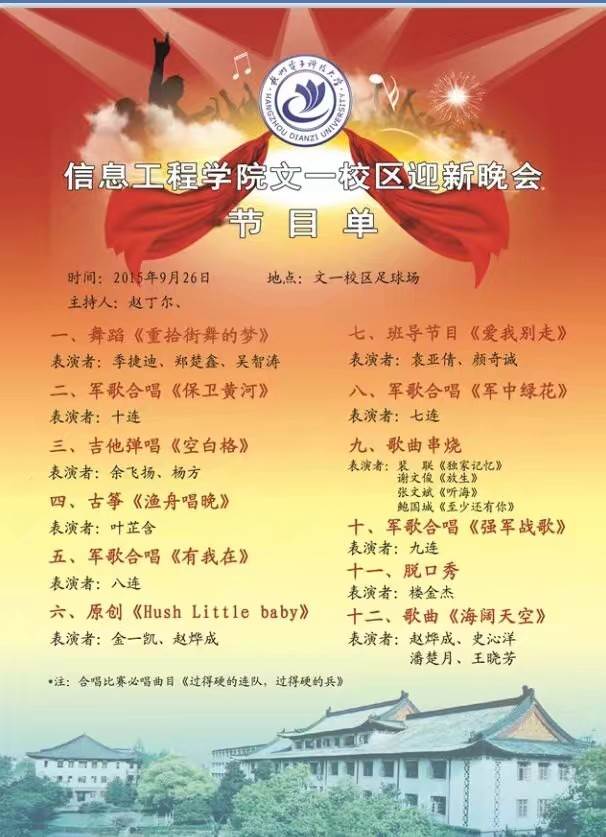 杭州电子科技大学
HANGZHOU DIANZI UNIVERSITY
信息工程学院文一校区迎新晚会
节目单
时间：2015年9月26日 地点：文一校区足球场
主持人：赵丁尔、
一、舞蹈《重拾街舞的梦》
表演者：季捷迪、郑楚鑫、吴智涛
二、军歌合唱《保卫黄河》
表演者：十连
三、吉他弹唱《空白格》
表演者：余飞扬、杨方
四、古筝《渔舟唱晚》
表演者：叶芷含
五、军歌合唱《有我在》
表演者：八连
六、原创《Hush Little baby》
表演者：金一凯、赵烨成
七、班导节目《爱我别走》
表演者：袁亚倩、颜奇诚
八、军歌合唱《军中绿花》
表演者：七连
九、歌曲串烧
表演者：裴 联《独家记忆》
谢文俊《放生》
张文斌《听海》
鲍国城《至少还有你》
十、军歌合唱《强军战歌》
表演者：九连
十一、脱口秀
表演者：楼金杰
十二、歌曲《海阔天空》
表演者：赵烨成、史沁洋
潘楚月、王晓芳
*注：合唱比赛必唱曲目《过得硬的连队，过得硬的兵》